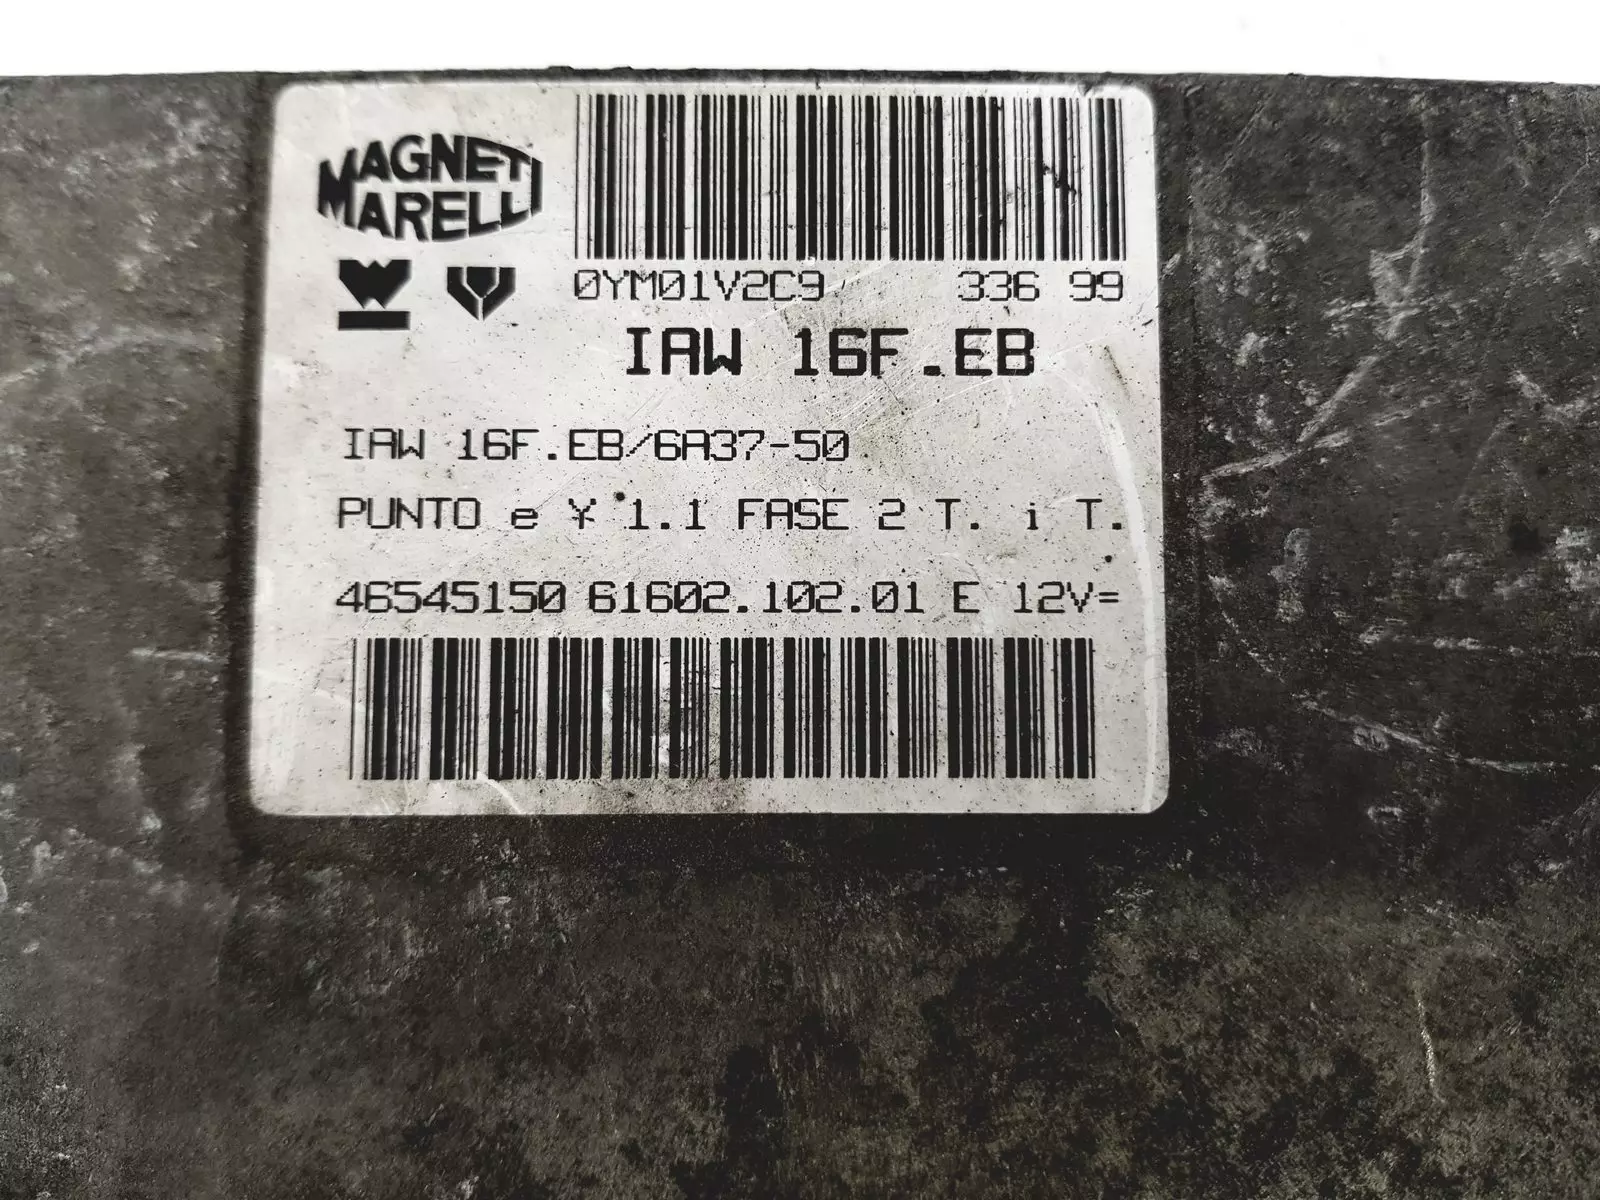 MAGNETI
MARELLI
0YM01V2C9 336 99
IAW 16F.EB
IAW 16F.EB/6A37-50
PUNTO e Y 1.1 FASE 2 T. i T.
46545150 61602.102.01 E 12V=